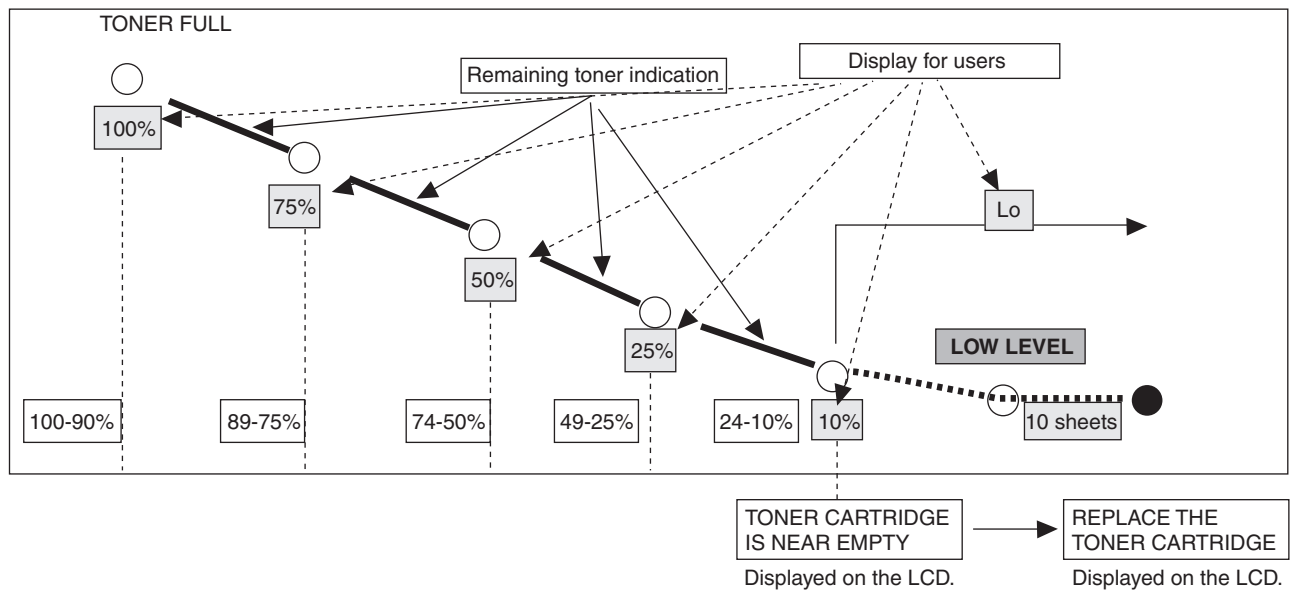 TONER FULL
Remaining toner indication
Display for users
100%
75%
Lo
50%
25%
LOW LEVEL
100-90%
89-75%
74-50%
49-25%
24-10%
10%
10 sheets
TONER CARTRIDGE
IS NEAR EMPTY
Displayed on the LCD.
REPLACE THE
TONER CARTRIDGE
Displayed on the LCD.